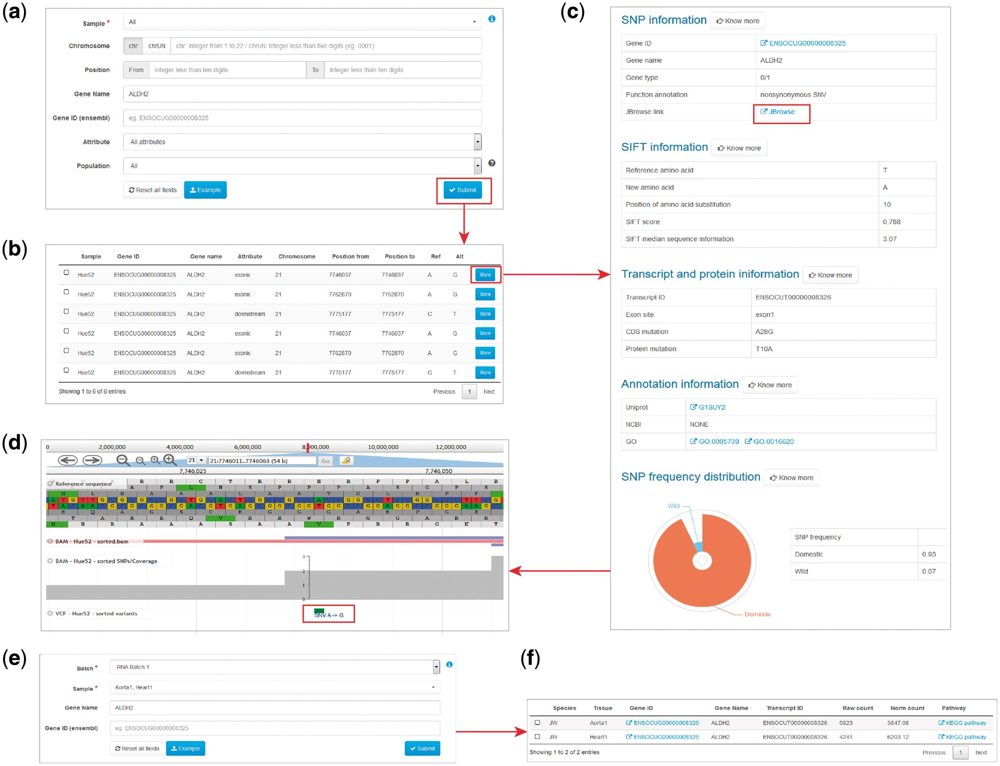 (a)
Sample * All
Chromosome chr chrUN chr: Integer from 1 to 22 / chrUN: Integer less than five digits (eg. 0001)
Position From Integer less than ten digits To Integer less than ten digits
Gene Name ALDH2
Gene ID (ensembl) eg. ENSOCUG00000008325
Attribute All attributes
Population All
Reset all fields Example Submit
(b)
Sample Gene ID Gene name Attribute Chromosome Position from Position to Ref Alt
Hue52 ENSOCUG00000008325 ALDH2 exonic 21 7746037 7746037 A G More
Hue52 ENSOCUG00000008325 ALDH2 exonic 21 7762870 7762870 A G More
Hue52 ENSOCUG00000008325 ALDH2 downstream 21 7775177 7775177 C T More
Hue52 ENSOCUG00000008325 ALDH2 exonic 21 7746037 7746037 A G More
Hue52 ENSOCUG00000008325 ALDH2 exonic 21 7762870 7762870 A G More
Hue52 ENSOCUG00000008325 ALDH2 downstream 21 7775177 7775177 C T More
Showing 1 to 6 of 6 entries Previous 1 Next
(c)
SNP information Know more
Gene ID ENSOCUG00000008325
Gene name ALDH2
Gene type 0/1
Function annotation nonsynonymous SNV
JBrowse link JBrowse
SIFT information Know more
Reference amino acid T
New amino acid A
Position of amino acid substitution 10
SIFT score 0.788
SIFT median sequence information 3.07
Transcript and protein iniformation Know more
Transcript ID ENSOCUT00000008326
Exon site exon1
CDS mutation A28G
Protein mutation T10A
Annotation information Know more
Uniprot G1SUY2
NCBI NONE
GO GO:0005739 GO:0016620
SNP frequency distribution Know more
Wild
Domestic
SNP frequency
Domestic 0.93
Wild 0.07
(d)
0 2,000,000 4,000,000 6,000,000 8,000,000 10,000,000 12,000,000
21 21:7746011..7746063 (54 b) Go
7,746,025 7,746,050
Reference sequence R R C T R R H R P P A L R
A P L H S P P P A S G P S
M L R A A A L A A T G L R P F
A T G T T G C G C G C C G C T G C A C T C G C C G C C A C C G G C C T C C G G C C C T T C G
T A C A A C G C G C G G C G A C G T G A G C G G C G G T G G C C G G A G G C C G G G A A G C
H Q A G S C E G G G A E P G E
T A R R Q V R R W R G G A R R
M N R A A A S A A V P R R G K T
BAM - Hue52 - sorted.bam
BAM - Hue52 - sorted SNPs/Coverage
3
2
1
0
VCF - Hue52 - sorted variants
SNV A -> G
(e)
Batch * RNA Batch 1
Sample * Aorta1, Heart1
Gene Name ALDH2
Gene ID (ensembl) eg. ENSOCUG00000008325
Reset all fields Example Submit
(f)
Species Tissue Gene ID Gene Name Transcript ID Raw count Norm count Pathway
JW Aorta1 ENSOCUG00000008325 ALDH2 ENSOCUT00000008326 5923 3647.08 KEGG pathway
JW Heart1 ENSOCUG00000008325 ALDH2 ENSOCUT00000008326 4241 6203.12 KEGG pathway
Showing 1 to 2 of 2 entries Previous 1 Next